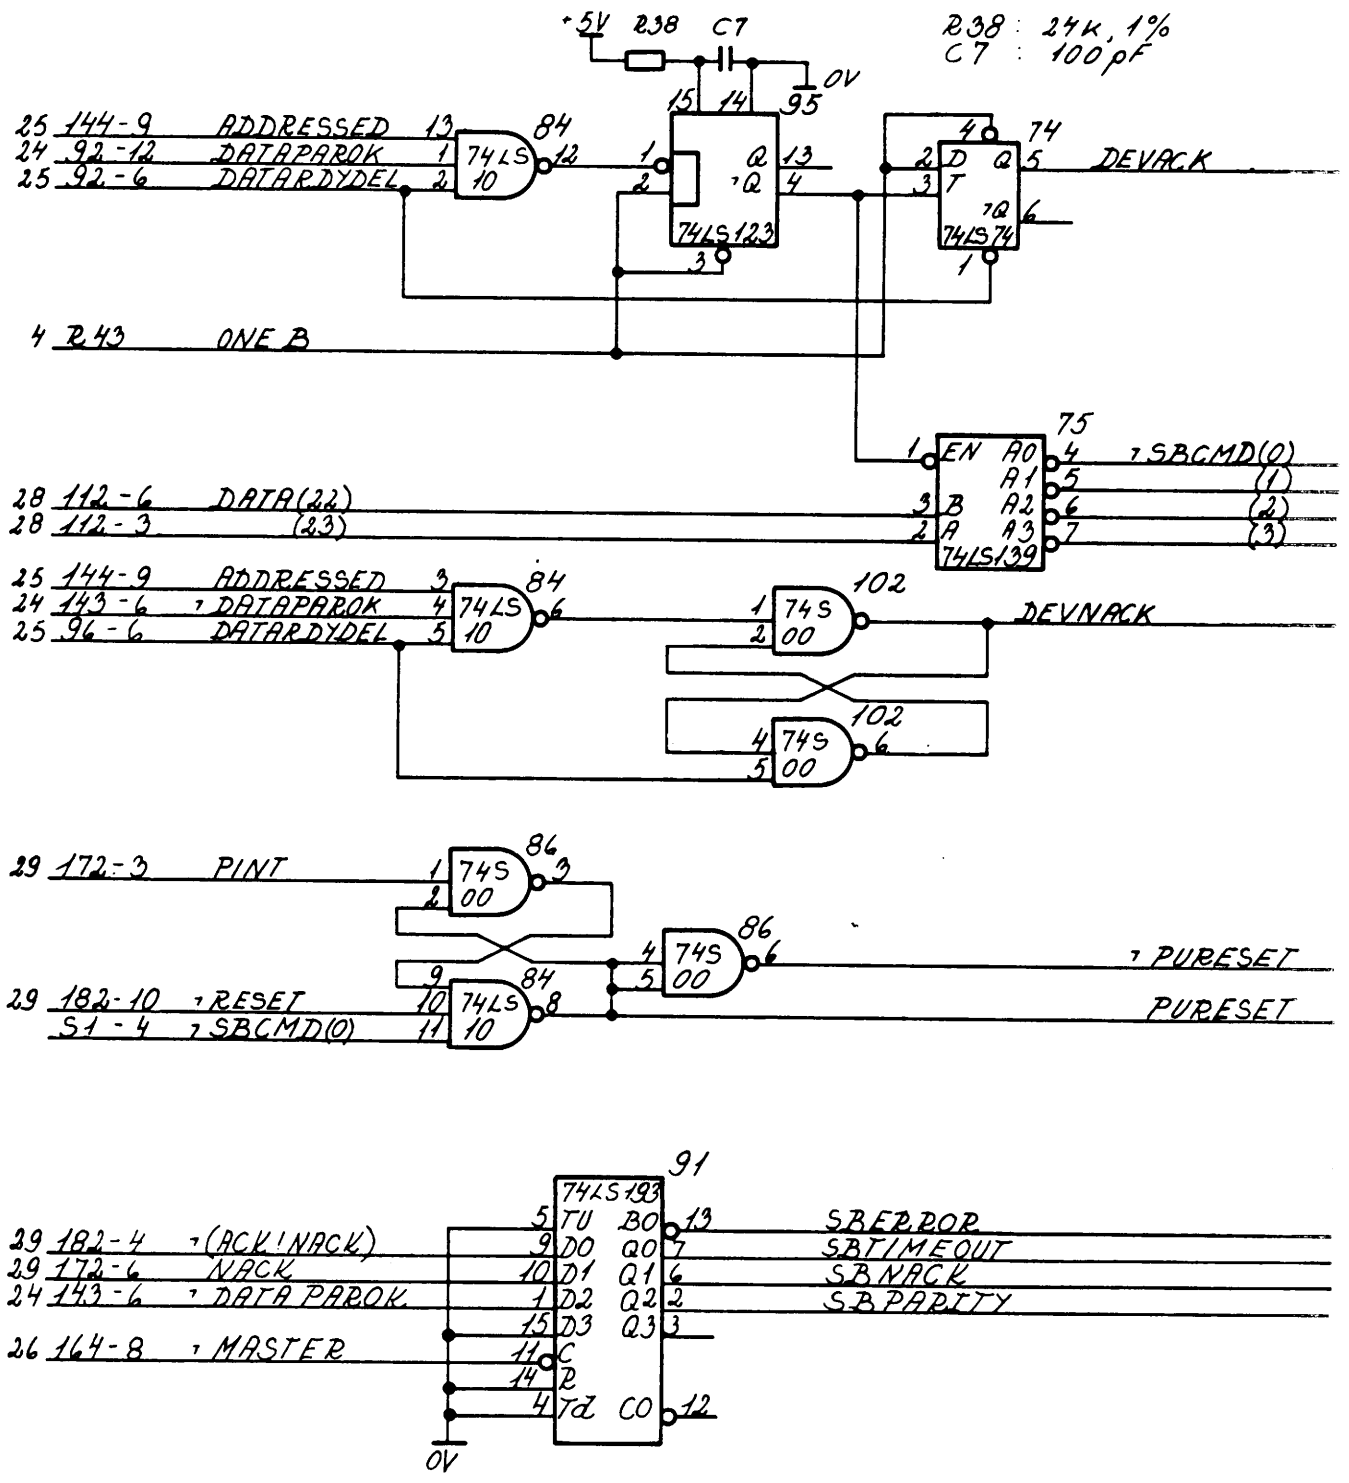 +5V R38 C7 R38 : 24K, 1%
C7 : 100pF
0V
15 14 95
25 144-9 ADDRESSED 13 84 4 74
24 92-12 DATAPAROK 1 74LS 12 1 Q 13 2 D Q 5 DEVACK
25 92-6 DATARDYDEL 2 10 2 ,Q 4 3 T
,Q 6
74LS123 74LS74
3 1
4 R43 ONE B
75
1 EN A0 4 ,SBCMD(0)
A1 5 (1)
28 112-6 DATA(22) 3 B A2 6 (2)
28 112-3 (23) 2 A A3 7 (3)
74LS139
25 144-9 ADDRESSED 3 84 102
24 143-6 ,DATAPAROK 4 74LS 6 1 74S DEVNACK
25 96-6 DATARDYDEL 5 10 2 00
102
4 74S 6
5 00
86
29 172-3 PINT 1 74S 3
2 00
86
4 74S 6 ,PURESET
5 00
9 84
29 182-10 ,RESET 10 74LS 8 PURESET
S1-4 ,SBCMD(0) 11 10
91
74LS193
5 TU BO 13 SBERROR
29 182-4 ,(ACK!NACK) 9 D0 Q0 7 SBTIMEOUT
29 172-6 NACK 10 D1 Q1 6 SBNACK
24 143-6 ,DATAPAROK 1 D2 Q2 2 SBPARITY
15 D3 Q3 3
26 164-8 ,MASTER 11 C
14 R
4 Td CO 12
0V